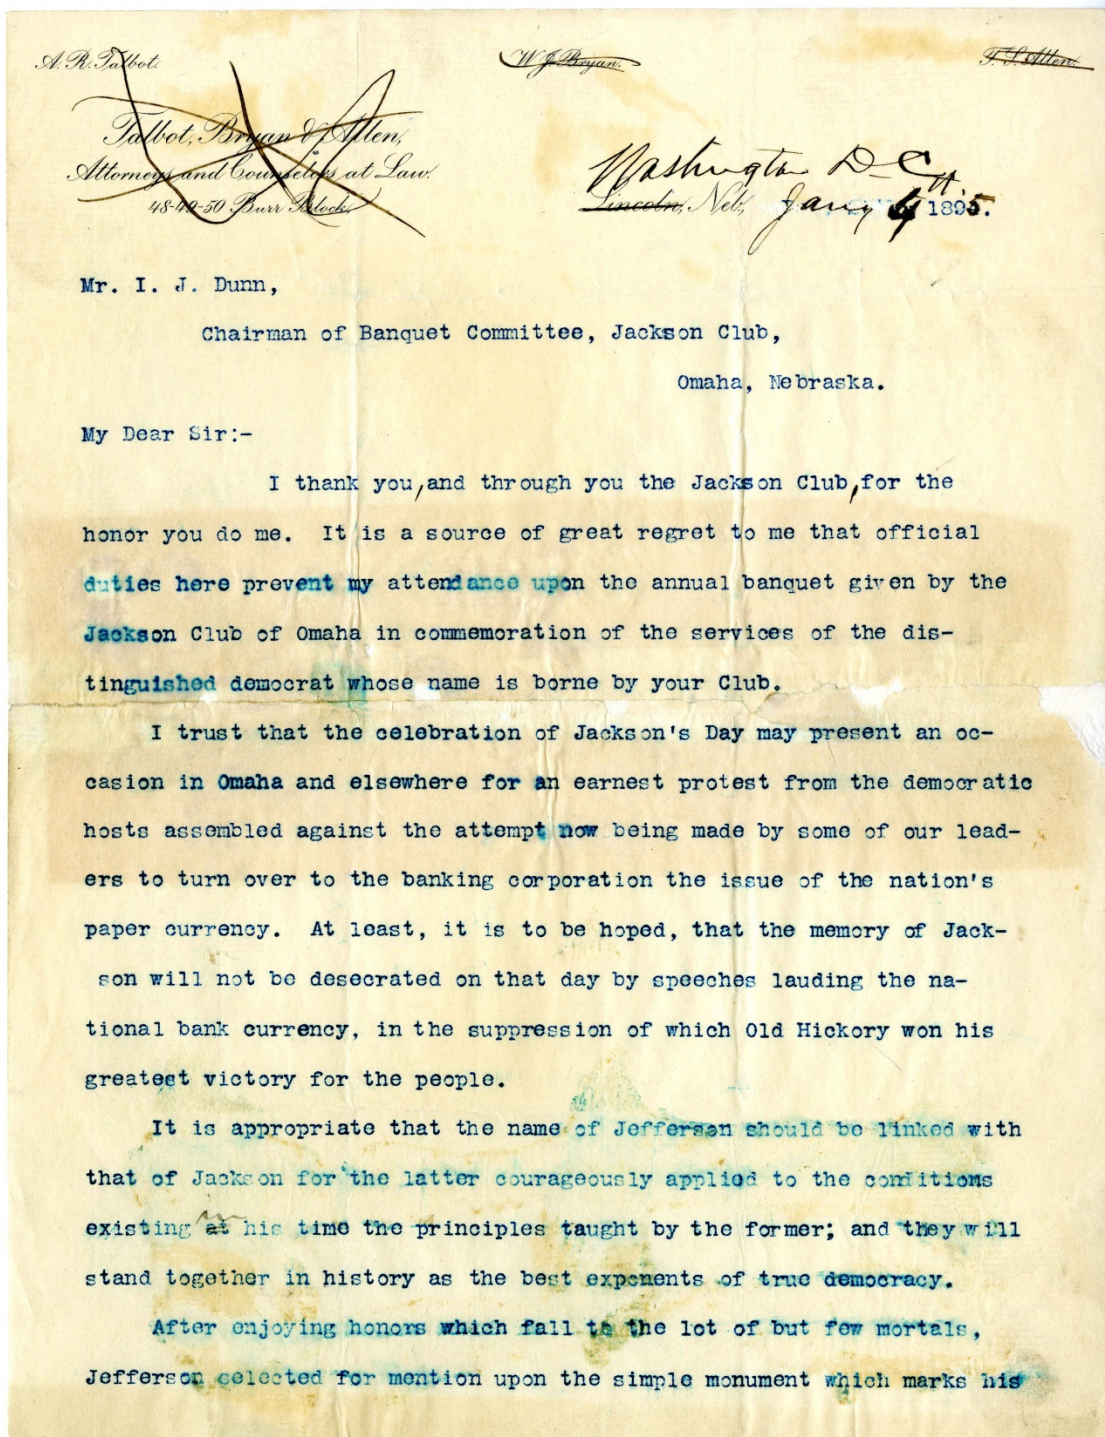 A. R. Talbot. W. J. Bryan. T. S. Allen.
Talbot, Bryan & Allen,
Attorneys and Counselors at Law.
48-49-50 Burr Block.
Washington D-C
Lincoln, Neb., Jany 4 1895.
Mr. I. J. Dunn,
Chairman of Banquet Committee, Jackson Club,
Omaha, Nebraska.
My Dear Sir:-
I thank you, and through you the Jackson Club, for the
honor you do me. It is a source of great regret to me that official
duties here prevent my attendance upon the annual banquet given by the
Jackson Club of Omaha in commemoration of the services of the dis-
tinguished democrat whose name is borne by your Club.
I trust that the celebration of Jackson's Day may present an oc-
casion in Omaha and elsewhere for an earnest protest from the democratic
hosts assembled against the attempt now being made by some of our lead-
ers to turn over to the banking corporation the issue of the nation's
paper currency. At least, it is to be hoped, that the memory of Jack-
son will not be desecrated on that day by speeches lauding the na-
tional bank currency, in the suppression of which Old Hickory won his
greatest victory for the people.
It is appropriate that the name of Jefferson should be linked with
that of Jackson for the latter courageously applied to the conditions
existing at in his time the principles taught by the former; and they will
stand together in history as the best exponents of true democracy.
After enjoying honors which fall to the lot of but few mortals,
Jefferson selected for mention upon the simple monument which marks his